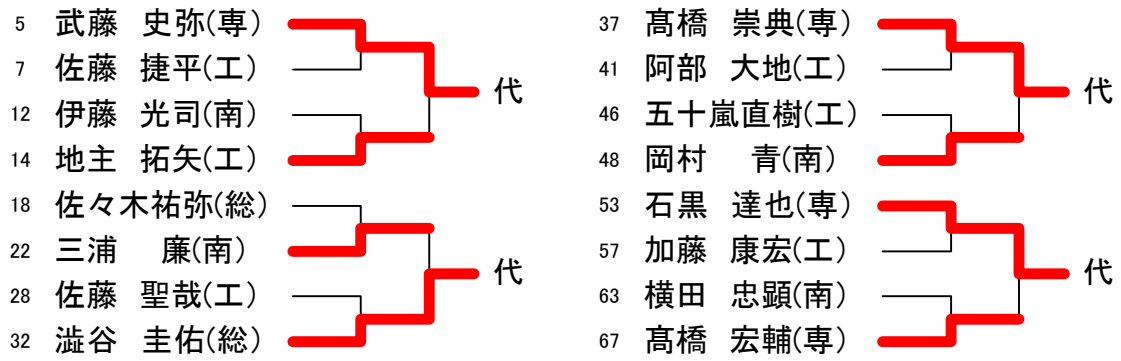 5 武藤 史弥(専)
7 佐藤 捷平(工)
代
12 伊藤 光司(南)
14 地主 拓矢(工)
18 佐々木祐弥(総)
22 三浦 廉(南)
代
28 佐藤 聖哉(工)
32 澁谷 圭佑(総)
37 髙橋 崇典(専)
41 阿部 大地(工)
代
46 五十嵐直樹(工)
48 岡村 青(南)
53 石黒 達也(専)
57 加藤 康宏(工)
代
63 横田 忠顕(南)
67 髙橋 宏輔(専)